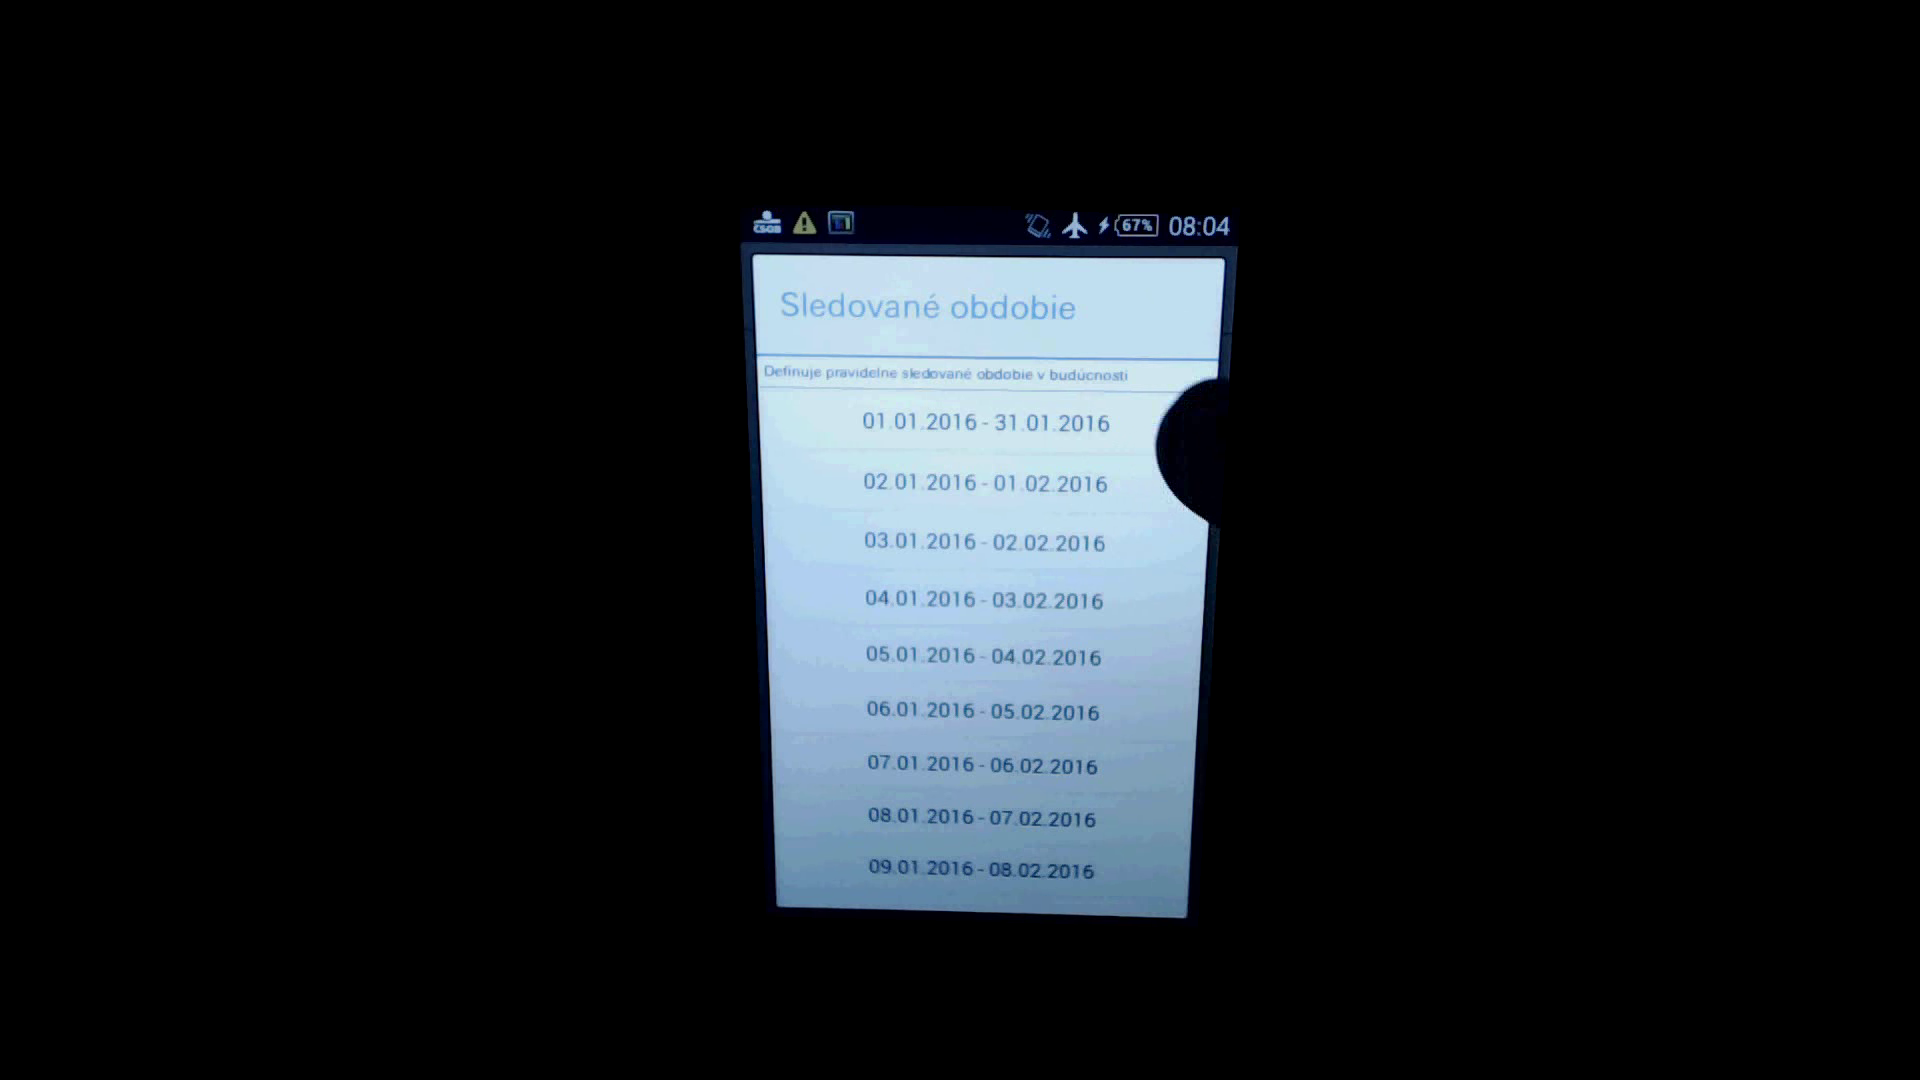 ČSOB 67% 08:04
Sledované obdobie
Definuje pravidelne sledované obdobie v budúcnosti
01.01.2016 - 31.01.2016
02.01.2016 - 01.02.2016
03.01.2016 - 02.02.2016
04.01.2016 - 03.02.2016
05.01.2016 - 04.02.2016
06.01.2016 - 05.02.2016
07.01.2016 - 06.02.2016
08.01.2016 - 07.02.2016
09.01.2016 - 08.02.2016